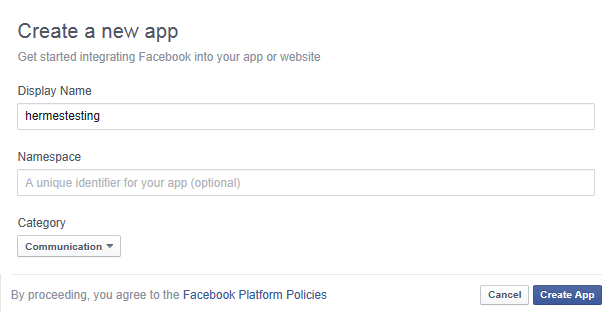 Create a new app
Get started integrating Facebook into your app or website
Display Name
hermestesting
Namespace
A unique identifier for your app (optional)
Category
Communication
By proceeding, you agree to the Facebook Platform Policies
Cancel
Create App